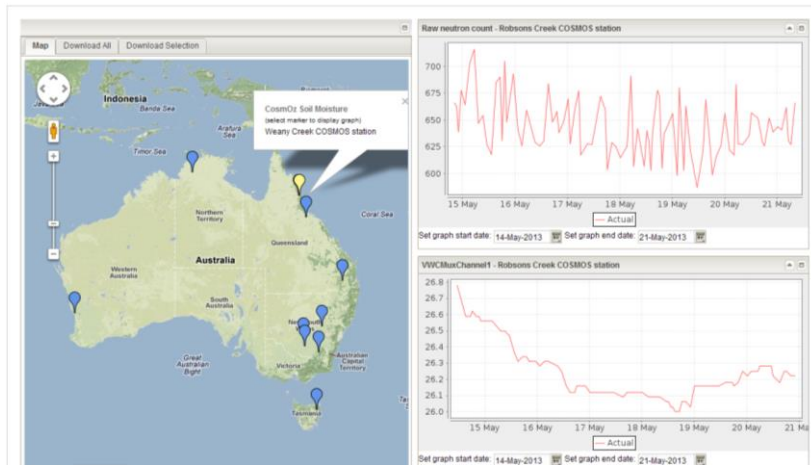 Map
Download All
Download Selection
Indonesia
Banda Sea
Arafura
Sea
Timor Sea
CosmOz Soil Moisture
(select marker to display graph)
Weany Creek COSMOS station
Coral Sea
Northern
Territory
Queensland
Western
Australia
Australia
South
Australia
Great
Australian
Bight
Victoria
Australian
Capital
Territory
Tasmania
Raw neutron count - Robsons Creek COSMOS station
700
675
650
625
600
15 May 16 May 17 May 18 May 19 May 20 May 21 May
Actual
Set graph start date: 14-May-2013 Set graph end date: 21-May-2013
VWCMuxChannel1 - Robsons Creek COSMOS station
26.8
26.7
26.6
26.5
26.4
26.3
26.2
26.1
26.0
15 May 16 May 17 May 18 May 19 May 20 May 21 Ma
Actual
Set graph start date: 14-May-2013 Set graph end date: 21-May-2013